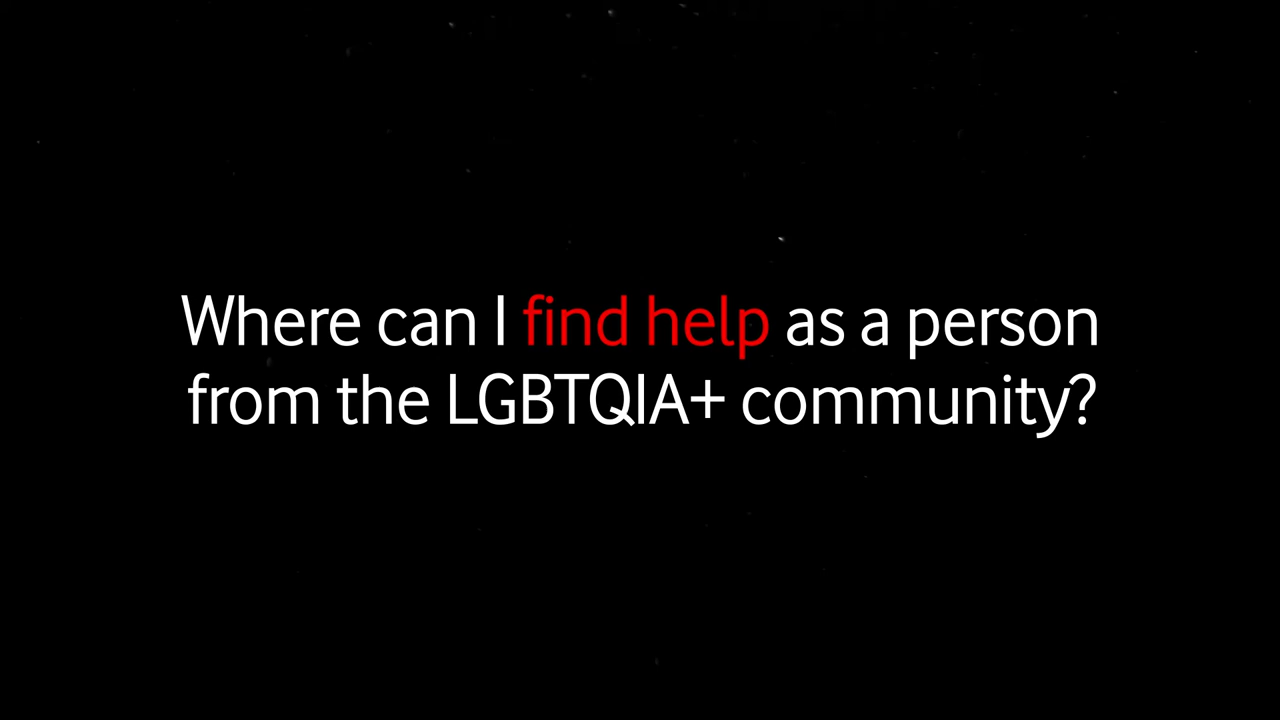 Where can I find help as a person
from the LGBTQIA+ community?